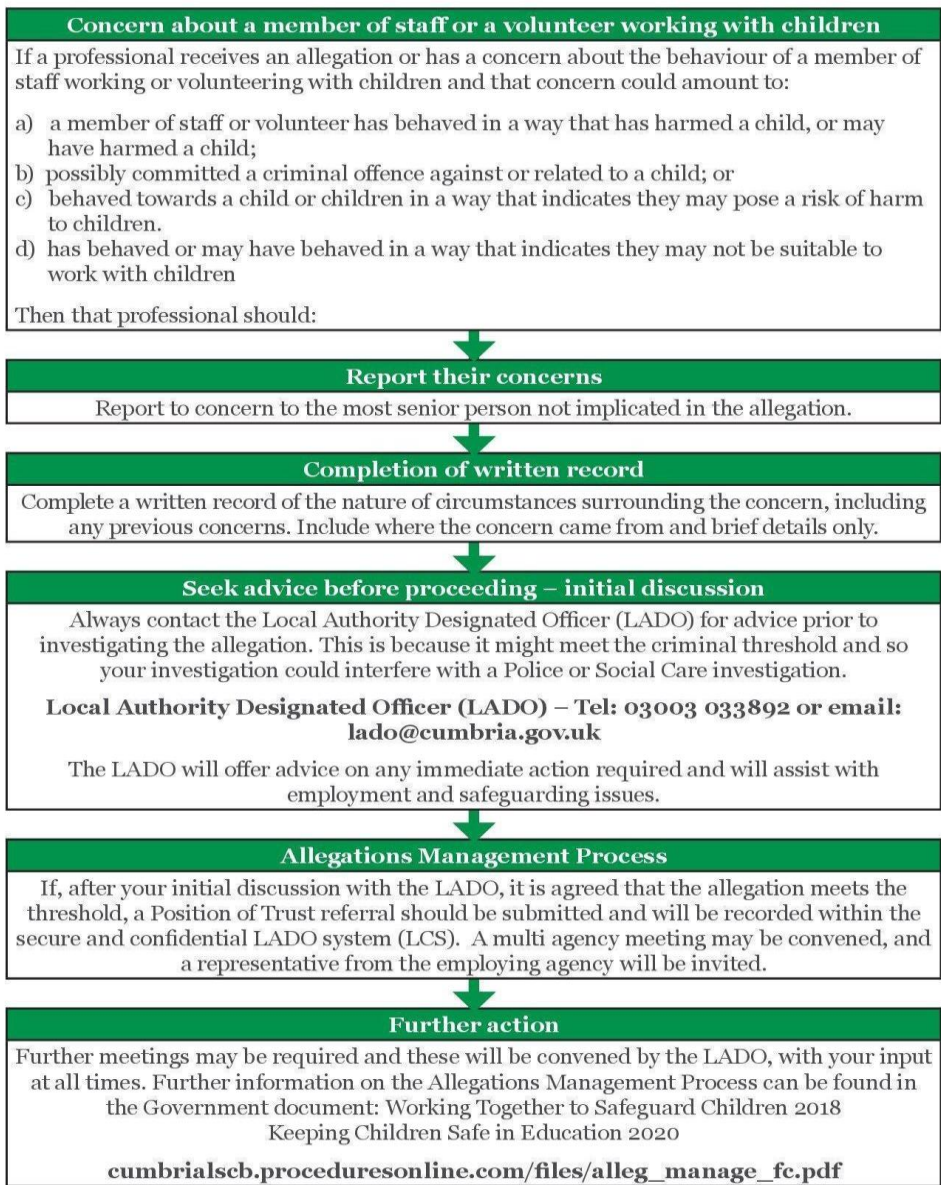 Concern about a member of staff or a volunteer working with children
If a professional receives an allegation or has a concern about the behaviour of a member of
staff working or volunteering with children and that concern could amount to:
a) a member of staff or volunteer has behaved in a way that has harmed a child, or may
have harmed a child;
b) possibly committed a criminal offence against or related to a child; or
c) behaved towards a child or children in a way that indicates they may pose a risk of harm
to children.
d) has behaved or may have behaved in a way that indicates they may not be suitable to
work with children
Then that professional should:
Report their concerns
Report to concern to the most senior person not implicated in the allegation.
Completion of written record
Complete a written record of the nature of circumstances surrounding the concern, including
any previous concerns. Include where the concern came from and brief details only.
Seek advice before proceeding – initial discussion
Always contact the Local Authority Designated Officer (LADO) for advice prior to
investigating the allegation. This is because it might meet the criminal threshold and so
your investigation could interfere with a Police or Social Care investigation.
Local Authority Designated Officer (LADO) – Tel: 03003 033892 or email:
lado@cumbria.gov.uk
The LADO will offer advice on any immediate action required and will assist with
employment and safeguarding issues.
Allegations Management Process
If, after your initial discussion with the LADO, it is agreed that the allegation meets the
threshold, a Position of Trust referral should be submitted and will be recorded within the
secure and confidential LADO system (LCS). A multi agency meeting may be convened, and
a representative from the employing agency will be invited.
Further action
Further meetings may be required and these will be convened by the LADO, with your input
at all times. Further information on the Allegations Management Process can be found in
the Government document: Working Together to Safeguard Children 2018
Keeping Children Safe in Education 2020
cumbrialscb.proceduresonline.com/files/alleg_manage_fc.pdf